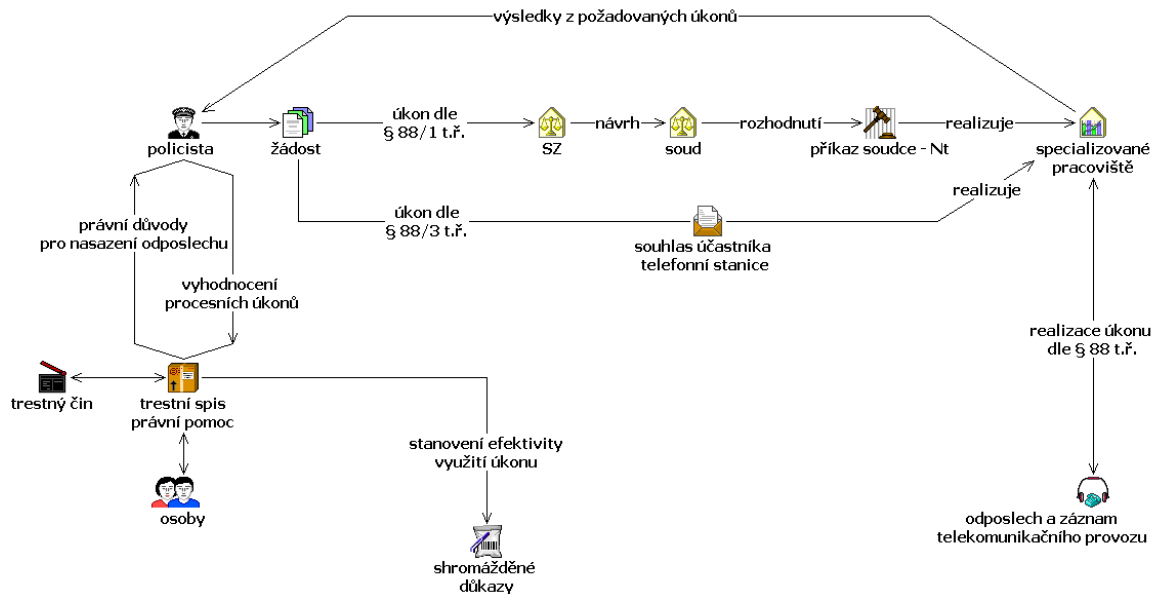 výsledky z požadovaných úkonů
úkon dle
§ 88/1 t.ř.
návrh
rozhodnutí
realizuje
policista
žádost
SZ
soud
příkaz soudce - Nt
specializované
pracoviště
realizuje
úkon dle
§ 88/3 t.ř.
právní důvody
pro nasazení odposlechu
souhlas účastníka
telefonní stanice
vyhodnocení
procesních úkonů
realizace úkonu
dle § 88 t.ř.
trestný čin
trestní spis
právní pomoc
stanovení efektivity
využití úkonu
osoby
odposlech a záznam
telekomunikačního provozu
shromážděné
důkazy